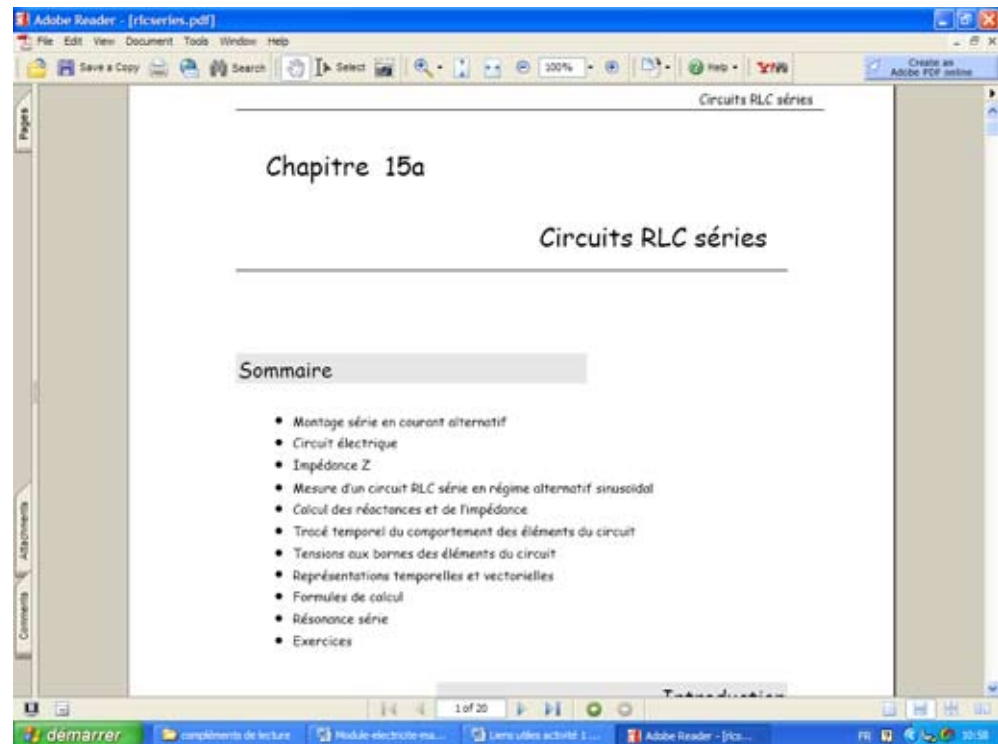 Adobe Reader - [rlcseries.pdf]
File Edit View Document Tools Window Help
Save a Copy Search Select 100% Help Create an
Adobe PDF online
Pages
Circuits RLC séries
Chapitre 15a
Circuits RLC séries
Sommaire
• Montage série en courant alternatif
• Circuit électrique
• Impédance Z
• Mesure d'un circuit RLC série en régime alternatif sinusoïdal
• Calcul des réactances et de l'impédance
• Tracé temporel du comportement des éléments du circuit
• Tensions aux bornes des éléments du circuit
• Représentations temporelles et vectorielles
• Formules de calcul
• Résonance série
• Exercices
Attachments
Comments
Introduction
1 of 20
démarrer compléments de lecture Module electricite ma... Liens utiles activité 1 ... Adobe Reader - [rlcs... FR 10:58